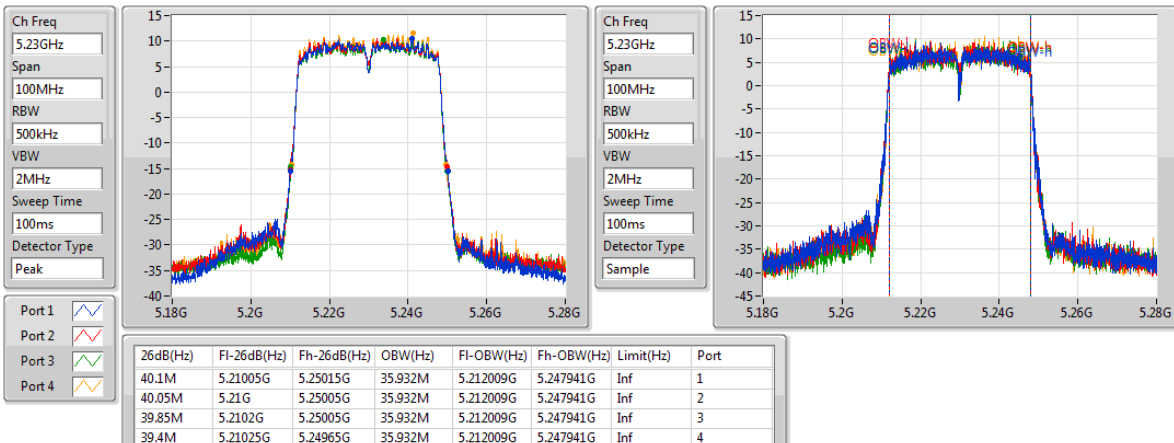 Ch Freq
5.23GHz
Span
100MHz
RBW
500kHz
VBW
2MHz
Sweep Time
100ms
Detector Type
Peak
15
10
5
0
-5
-10
-15
-20
-25
-30
-35
-40
5.18G 5.2G 5.22G 5.24G 5.26G 5.28G
Ch Freq
5.23GHz
Span
100MHz
RBW
500kHz
VBW
2MHz
Sweep Time
100ms
Detector Type
Sample
15
10
5
0
-5
-10
-15
-20
-25
-30
-35
-40
-45
OBW-h
5.18G 5.2G 5.22G 5.24G 5.26G 5.28G
Port 1
Port 2
Port 3
Port 4
26dB(Hz) Fl-26dB(Hz) Fh-26dB(Hz) OBW(Hz) Fl-OBW(Hz) Fh-OBW(Hz) Limit(Hz) Port
40.1M 5.21005G 5.25015G 35.932M 5.212009G 5.247941G Inf 1
40.05M 5.21G 5.25005G 35.932M 5.212009G 5.247941G Inf 2
39.85M 5.2102G 5.25005G 35.932M 5.212009G 5.247941G Inf 3
39.4M 5.21025G 5.24965G 35.932M 5.212009G 5.247941G Inf 4